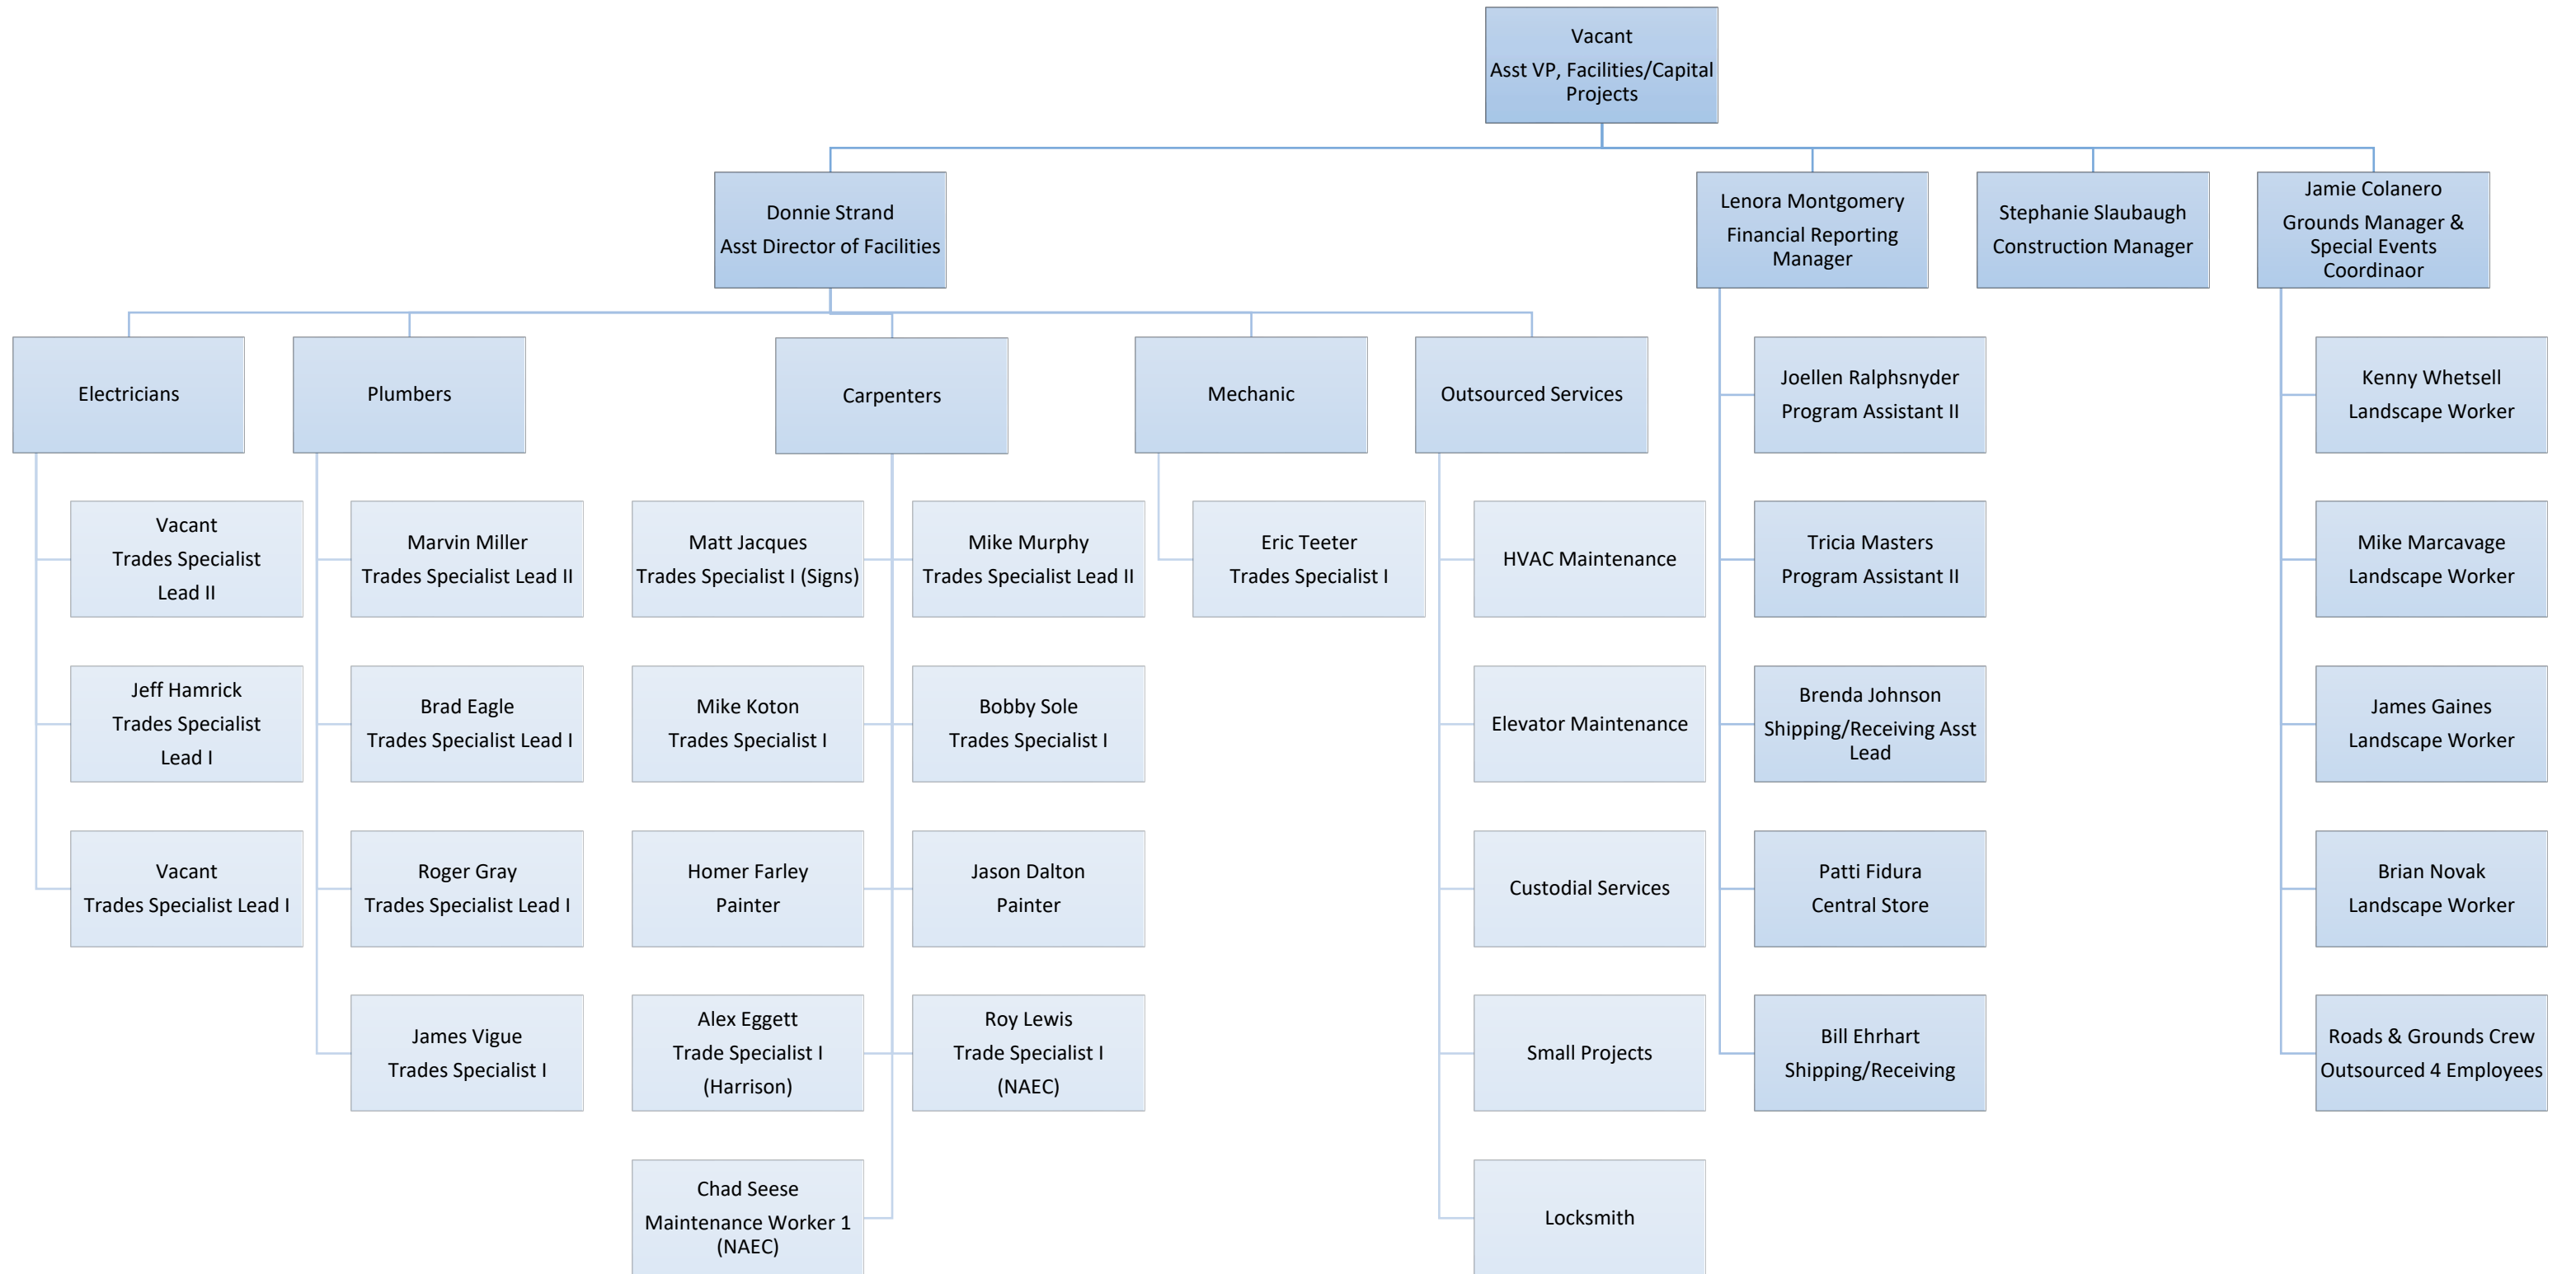 Vacant
Asst VP, Facilities/Capital
Projects
Donnie Strand
Asst Director of Facilities
Lenora Montgomery
Financial Reporting
Manager
Stephanie Slaubaugh
Construction Manager
Jamie Colanero
Grounds Manager &
Special Events
Coordinaor
Electricians
Plumbers
Carpenters
Mechanic
Outsourced Services
Joellen Ralphsnyder
Program Assistant II
Kenny Whetsell
Landscape Worker
Vacant
Trades Specialist
Lead II
Marvin Miller
Trades Specialist Lead II
Matt Jacques
Trades Specialist I (Signs)
Mike Murphy
Trades Specialist Lead II
Eric Teeter
Trades Specialist I
HVAC Maintenance
Tricia Masters
Program Assistant II
Mike Marcavage
Landscape Worker
Jeff Hamrick
Trades Specialist
Lead I
Brad Eagle
Trades Specialist Lead I
Mike Koton
Trades Specialist I
Bobby Sole
Trades Specialist I
Elevator Maintenance
Brenda Johnson
Shipping/Receiving Asst
Lead
James Gaines
Landscape Worker
Vacant
Trades Specialist Lead I
Roger Gray
Trades Specialist Lead I
Homer Farley
Painter
Jason Dalton
Painter
Custodial Services
Patti Fidura
Central Store
Brian Novak
Landscape Worker
James Vigue
Trades Specialist I
Alex Eggett
Trade Specialist I
(Harrison)
Roy Lewis
Trade Specialist I
(NAEC)
Small Projects
Bill Ehrhart
Shipping/Receiving
Roads & Grounds Crew
Outsourced 4 Employees
Chad Seese
Maintenance Worker 1
(NAEC)
Locksmith